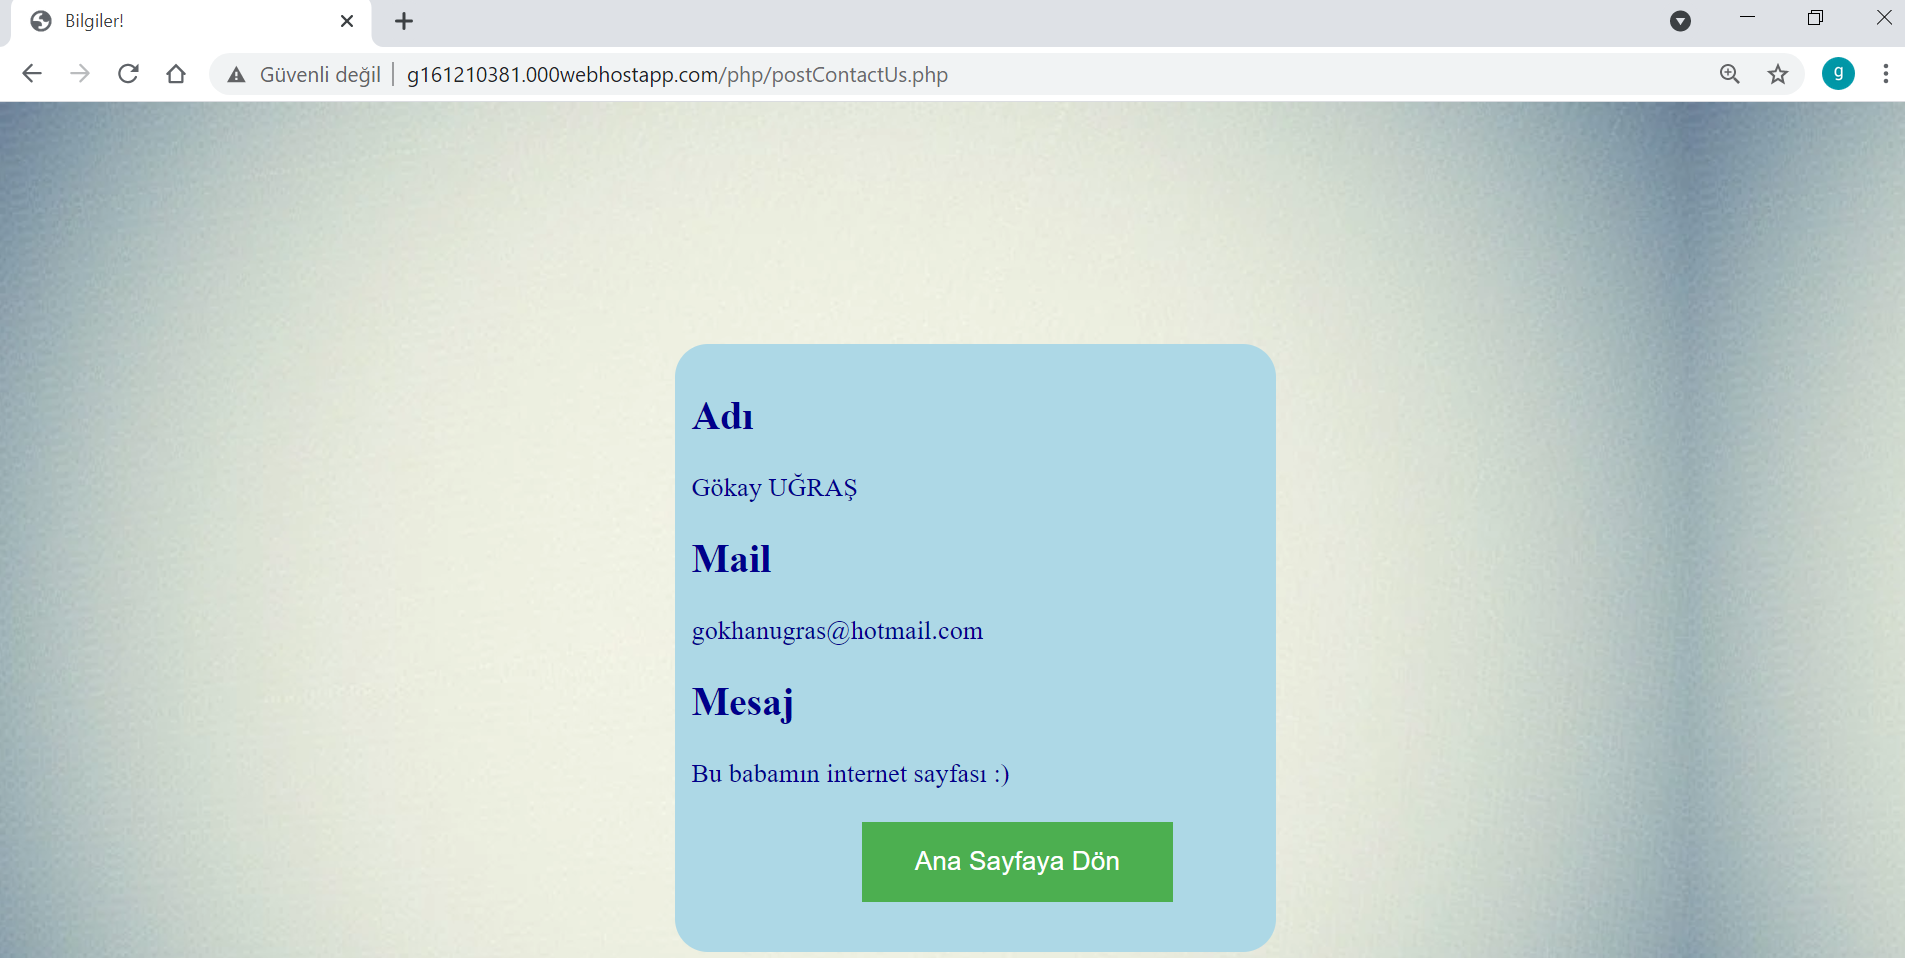 Bilgiler!
Güvenli değil | g161210381.000webhostapp.com/php/postContactUs.php
g
Adı
Gökay UĞRAŞ
Mail
gokhanugras@hotmail.com
Mesaj
Bu babamın internet sayfası :)
Ana Sayfaya Dön